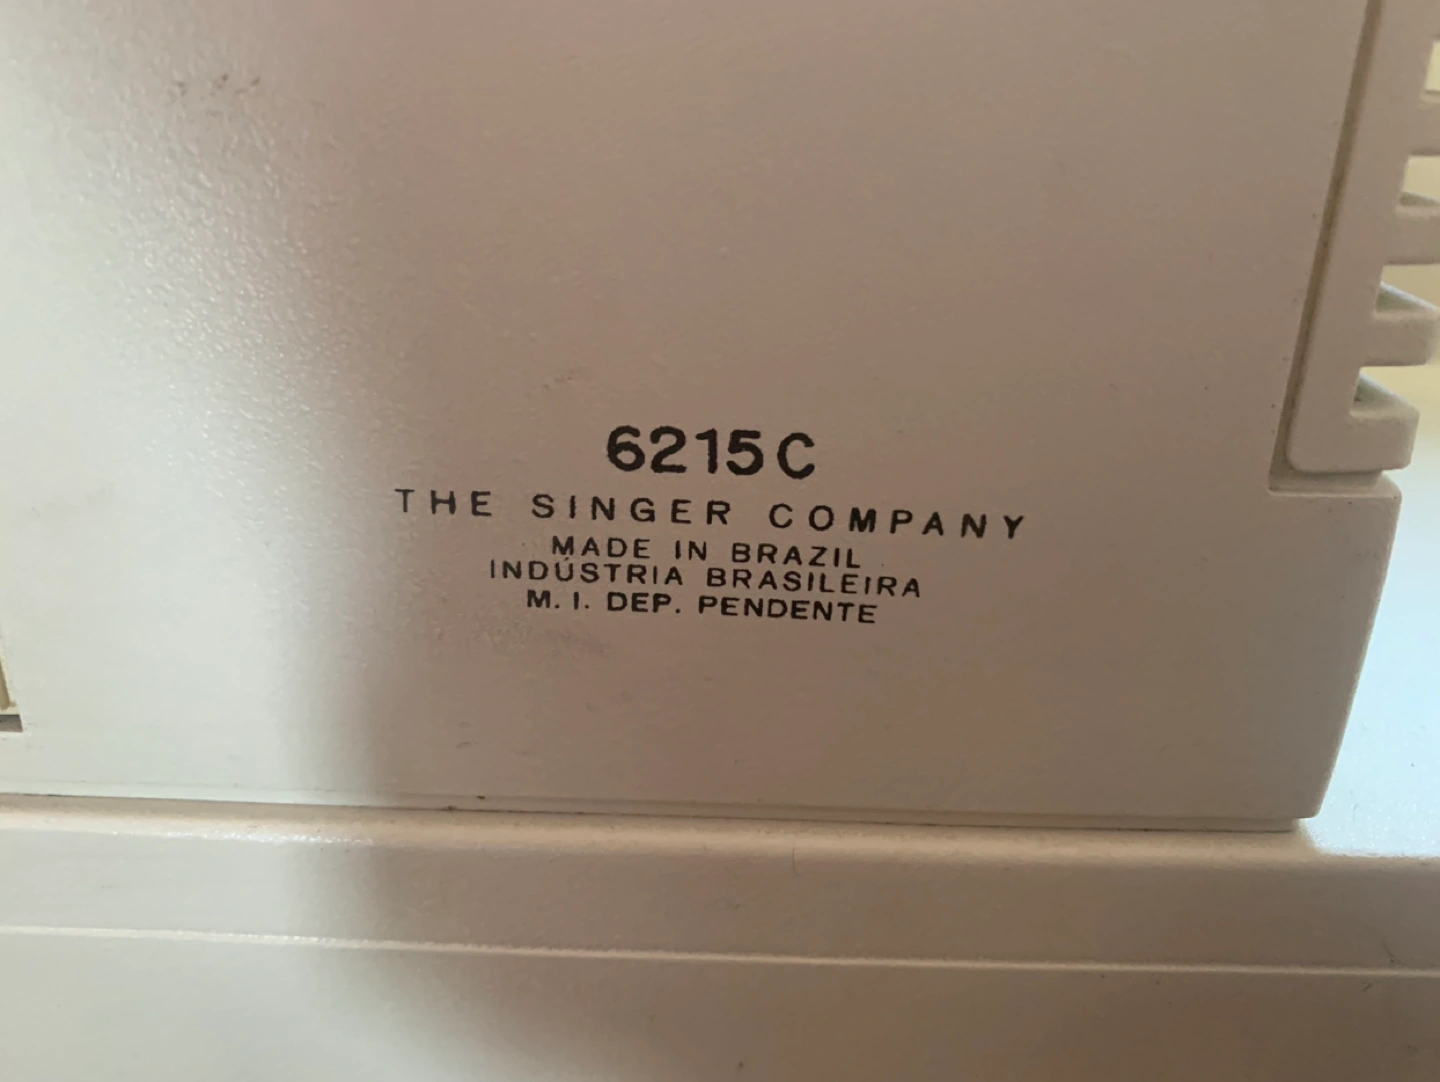 6215C
THE SINGER COMPANY
MADE IN BRAZIL
INDÚSTRIA BRASILEIRA
M. I. DEP. PENDENTE